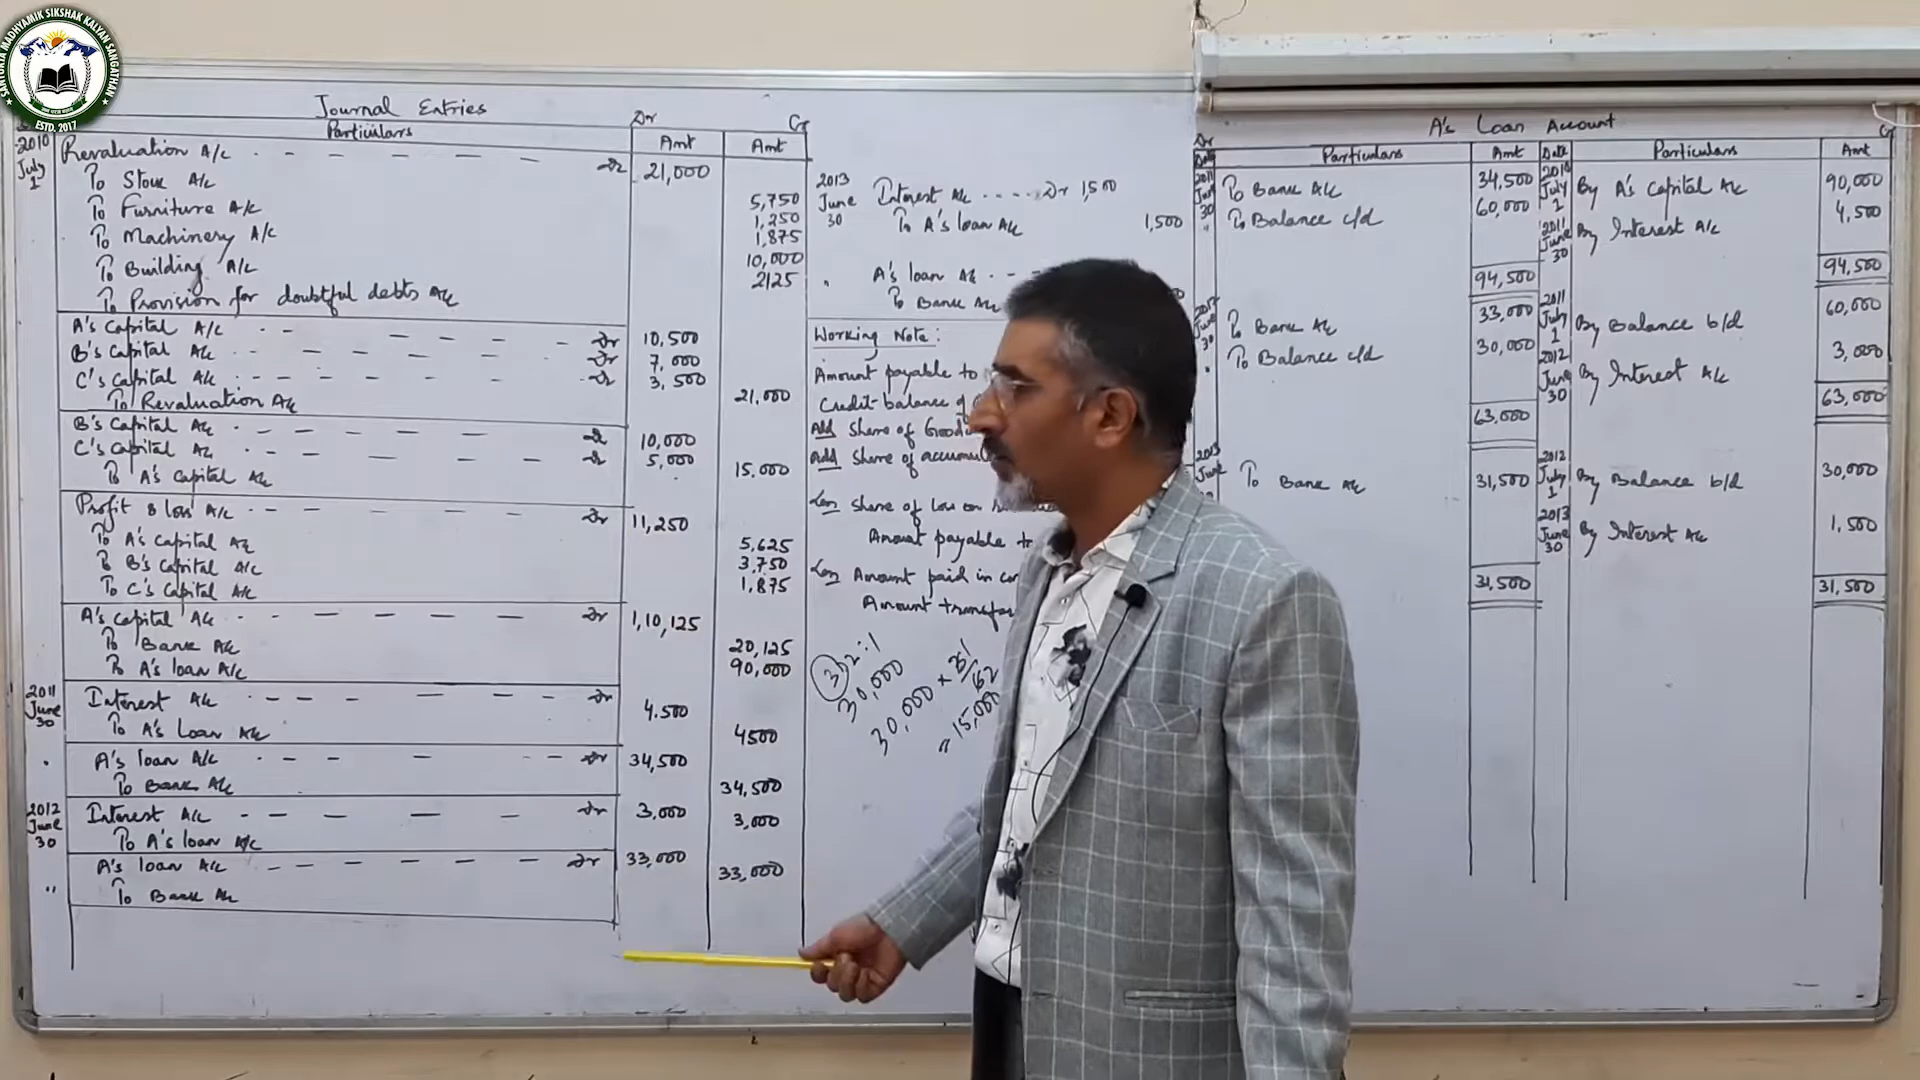 SANYUKTA MADHYAMIK SIKSHAK KALYAN SANGATHAN
ESTD. 2017
Journal Entries
Particulars Dr Amt Cr Amt
2010 July 1 Revaluation A/c Dr 21,000
To Stock A/c 5,750
To Furniture A/c 1,250
To Machinery A/c 1,875
To Building A/c 10,000
To Provision for doubtful debts A/c 2125
A's Capital A/c Dr 10,500
B's Capital A/c Dr 7,000
C's Capital A/c Dr 3,500
To Revaluation A/c 21,000
B's Capital A/c Dr 10,000
C's Capital A/c Dr 5,000
To A's Capital A/c 15,000
Profit & loss A/c Dr 11,250
To A's Capital A/c 5,625
To B's Capital A/c 3,750
To C's Capital A/c 1,875
A's Capital A/c Dr 1,10,125
To Bank A/c 20,125
To A's loan A/c 90,000
2011 June 30 Interest A/c Dr 4,500
To A's Loan A/c 4500
" A's loan A/c Dr 34,500
To Bank A/c 34,500
2012 June 30 Interest A/c Dr 3,000
To A's loan A/c 3,000
" A's loan A/c Dr 33,000
To Bank A/c 33,000
2013 June 30 Interest A/c Dr 1,500
To A's loan A/c 1,500
" A's loan A/c
To Bank A/c
Working Note:
Amount payable to
Credit balance of
Add Share of Good
Add Share of accumul
Less Share of loss on
Amount payable
Less Amount paid in
Amount transfer
3 2:1
30,000
30,000 ×
15,000
A's Loan Account
Dr Cr
Date Particulars Amt Date Particulars Amt
2011 June 30 To Bank A/c 34,500 2010 July 1 By A's Capital A/c 90,000
" To Balance c/d 60,000 2011 June 30 By Interest A/c 4,500
94,500 94,500
2012 June 30 To Bank A/c 33,000 2011 July 1 By Balance b/d 60,000
" To Balance c/d 30,000 2012 June 30 By Interest A/c 3,000
63,000 63,000
2013 June To Bank A/c 31,500 2012 July 1 By Balance b/d 30,000
2013 June 30 By Interest A/c 1,500
31,500 31,500